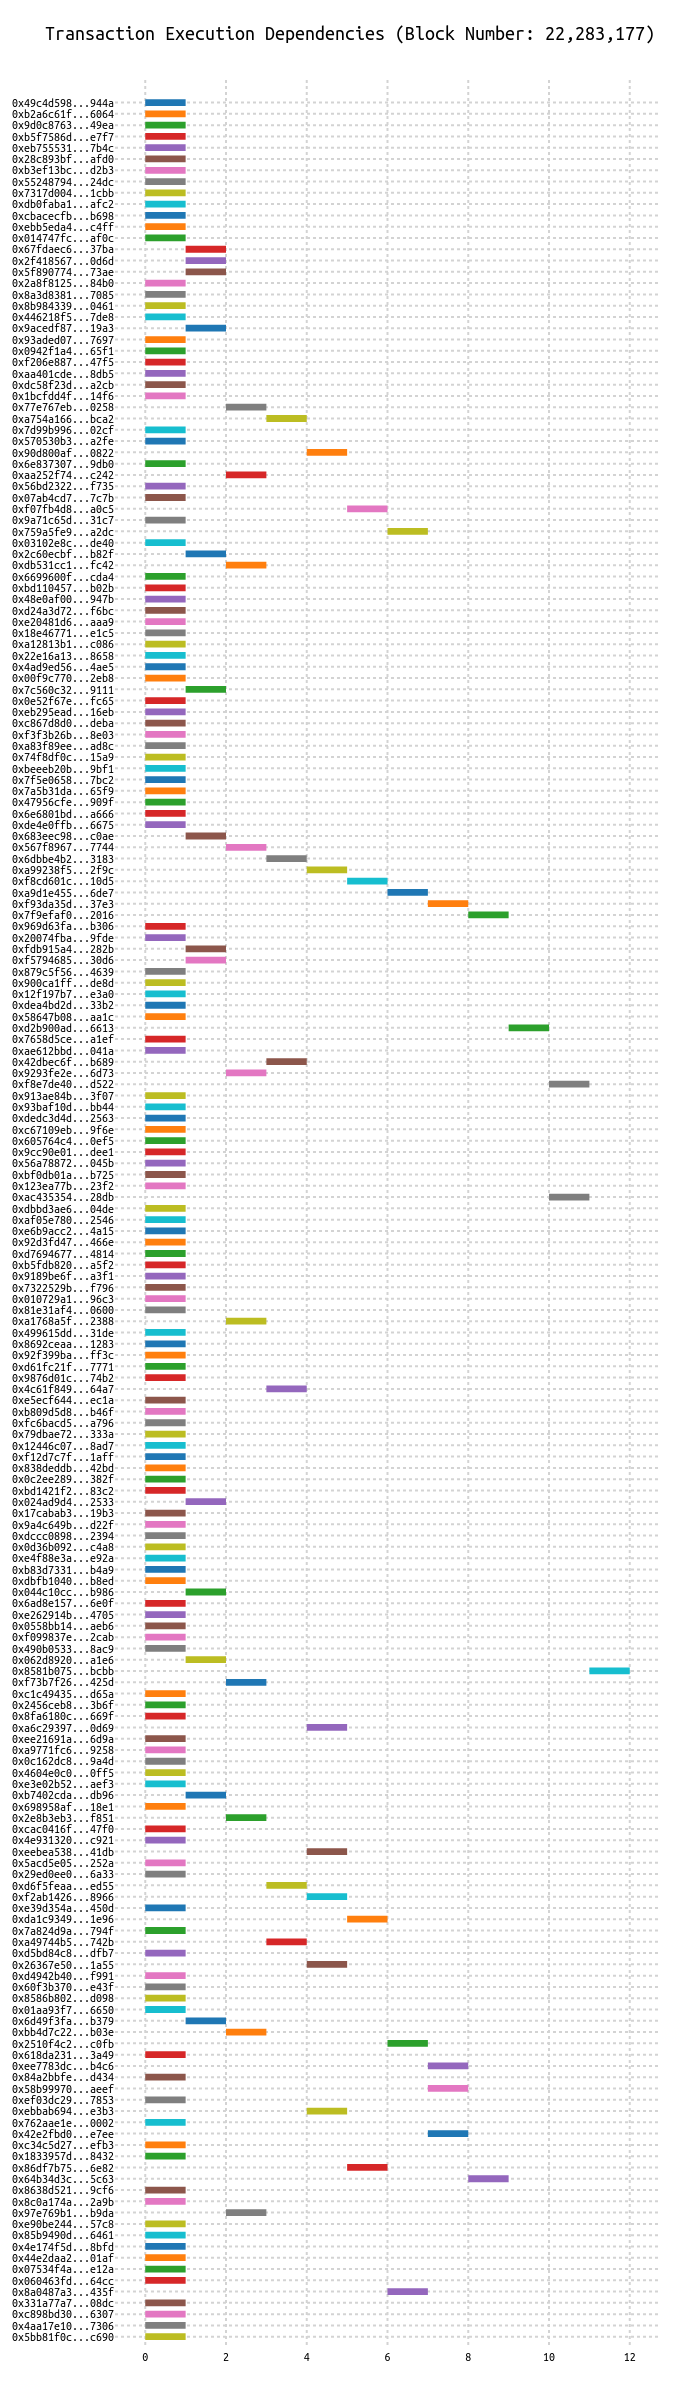 Transaction Execution Dependencies (Block Number: 22,283,177)
0x49c4d598...944a
0xb2a6c61f...6064
0x9d0c8763...49ea
0xb5f7586d...e7f7
0xeb755531...7b4c
0x28c893bf...afd0
0xb3ef13bc...d2b3
0x55248794...24dc
0x7317d004...1cbb
0xdb0faba1...afc2
0xcbacecfb...b698
0xebb5eda4...c4ff
0x014747fc...af0c
0x67fdaec6...37ba
0x2f418567...0d6d
0x5f890774...73ae
0x2a8f8125...84b0
0x8a3d8381...7085
0x8b984339...0461
0x446218f5...7de8
0x9acedf87...19a3
0x93aded07...7697
0x0942f1a4...65f1
0xf206e887...47f5
0xaa401cde...8db5
0xdc58f23d...a2cb
0x1bcfdd4f...14f6
0x77e767eb...0258
0xa754a166...bca2
0x7d99b996...02cf
0x570530b3...a2fe
0x90d800af...0822
0x6e837307...9db0
0xaa252f74...c242
0x56bd2322...f735
0x07ab4cd7...7c7b
0xf07fb4d8...a0c5
0x9a71c65d...31c7
0x759a5fe9...a2dc
0x03102e8c...de40
0x2c60ecbf...b82f
0xdb531cc1...fc42
0x6699600f...cda4
0xbd110457...b02b
0x48e0af00...947b
0xd24a3d72...f6bc
0xe20481d6...aaa9
0x18e46771...e1c5
0xa12813b1...c086
0x22e16a13...8658
0x4ad9ed56...4ae5
0x00f9c770...2eb8
0x7c560c32...9111
0x0e52f67e...fc65
0xeb295ead...16eb
0xc867d8d0...deba
0xf3f3b26b...8e03
0xa83f89ee...ad8c
0x74f8df0c...15a9
0xbeeeb20b...9bf1
0x7f5e0658...7bc2
0x7a5b31da...65f9
0x47956cfe...909f
0x6e6801bd...a666
0xde4e0ffb...6675
0x683eec98...c0ae
0x567f8967...7744
0x6dbbe4b2...3183
0xa99238f5...2f9c
0xf8cd601c...10d5
0xa9d1e455...6de7
0xf93da35d...37e3
0x7f9efaf0...2016
0x969d63fa...b306
0x20074fba...9fde
0xfdb915a4...282b
0xf5794685...30d6
0x879c5f56...4639
0x900ca1ff...de8d
0x12f197b7...e3a0
0xdea4bd2d...33b2
0x58647b08...aa1c
0xd2b900ad...6613
0x7658d5ce...a1ef
0xae612bbd...041a
0x42dbec6f...b689
0x9293fe2e...6d73
0xf8e7de40...d522
0x913ae84b...3f07
0x93baf10d...bb44
0xdedc3d4d...2563
0xc67109eb...9f6e
0x605764c4...0ef5
0x9cc90e01...dee1
0x56a78872...045b
0xbf0db01a...b725
0x123ea77b...23f2
0xac435354...28db
0xdbbd3ae6...04de
0xaf05e780...2546
0xe6b9acc2...4a15
0x92d3fd47...466e
0xd7694677...4814
0xb5fdb820...a5f2
0x9189be6f...a3f1
0x7322529b...f796
0x010729a1...96c3
0x81e31af4...0600
0xa1768a5f...2388
0x499615dd...31de
0x8692ceaa...1283
0x92f399ba...ff3c
0xd61fc21f...7771
0x9876d01c...74b2
0x4c61f849...64a7
0xe5ecf644...ec1a
0xb809d5d8...b46f
0xfc6bacd5...a796
0x79dbae72...333a
0x12446c07...8ad7
0xf12d7c7f...1aff
0x838deddb...42bd
0x0c2ee289...382f
0xbd1421f2...83c2
0x024ad9d4...2533
0x17cabab3...19b3
0x9a4c649b...d22f
0xdccc0898...2394
0x0d36b092...c4a8
0xe4f88e3a...e92a
0xb83d7331...b4a9
0xdbfb1040...b8ed
0x044c10cc...b986
0x6ad8e157...6e0f
0xe262914b...4705
0x0558bb14...aeb6
0xf099837e...2cab
0x490b0533...8ac9
0x062d8920...a1e6
0x8581b075...bcbb
0xf73b7f26...425d
0xc1c49435...d65a
0x2456ceb8...3b6f
0x8fa6180c...669f
0xa6c29397...0d69
0xee21691a...6d9a
0xa9771fc6...9258
0x0c162dc8...9a4d
0x4604e0c0...0ff5
0xe3e02b52...aef3
0xb7402cda...db96
0x698958af...18e1
0x2e8b3eb3...f851
0xcac0416f...47f0
0x4e931320...c921
0xeebea538...41db
0x5acd5e05...252a
0x29ed0ee0...6a33
0xd6f5feaa...ed55
0xf2ab1426...8966
0xe39d354a...450d
0xda1c9349...1e96
0x7a824d9a...794f
0xa49744b5...742b
0xd5bd84c8...dfb7
0x26367e50...1a55
0xd4942b40...f991
0x60f3b370...e43f
0x8586b802...d098
0x01aa93f7...6650
0x6d49f3fa...b379
0xbb4d7c22...b03e
0x2510f4c2...c0fb
0x618da231...3a49
0xee7783dc...b4c6
0x84a2bbfe...d434
0x58b99970...aeef
0xef03dc29...7853
0xebbab694...e3b3
0x762aae1e...0002
0x42e2fbd0...e7ee
0xc34c5d27...efb3
0x1833957d...8432
0x86df7b75...6e82
0x64b34d3c...5c63
0x8638d521...9cf6
0x8c0a174a...2a9b
0x97e769b1...b9da
0xe90be244...57c8
0x85b9490d...6461
0x4e174f5d...8bfd
0x44e2daa2...01af
0x07534f4a...e12a
0x060463fd...64cc
0x8a0487a3...435f
0x331a77a7...08dc
0xc898bd30...6307
0x4aa17e10...7306
0x5bb81f0c...c690
0 2 4 6 8 10 12